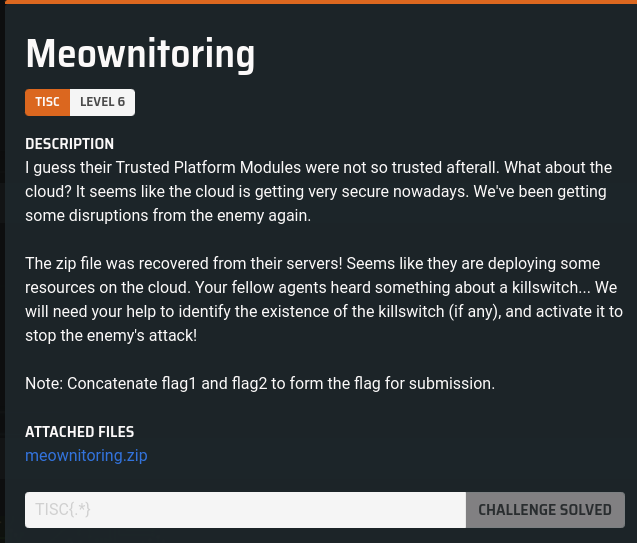 Meownitoring
TISC LEVEL 6
DESCRIPTION
I guess their Trusted Platform Modules were not so trusted afterall. What about the
cloud? It seems like the cloud is getting very secure nowadays. We've been getting
some disruptions from the enemy again.
The zip file was recovered from their servers! Seems like they are deploying some
resources on the cloud. Your fellow agents heard something about a killswitch... We
will need your help to identify the existence of the killswitch (if any), and activate it to
stop the enemy's attack!
Note: Concatenate flag1 and flag2 to form the flag for submission.
ATTACHED FILES
meownitoring.zip
TISC{.*} CHALLENGE SOLVED